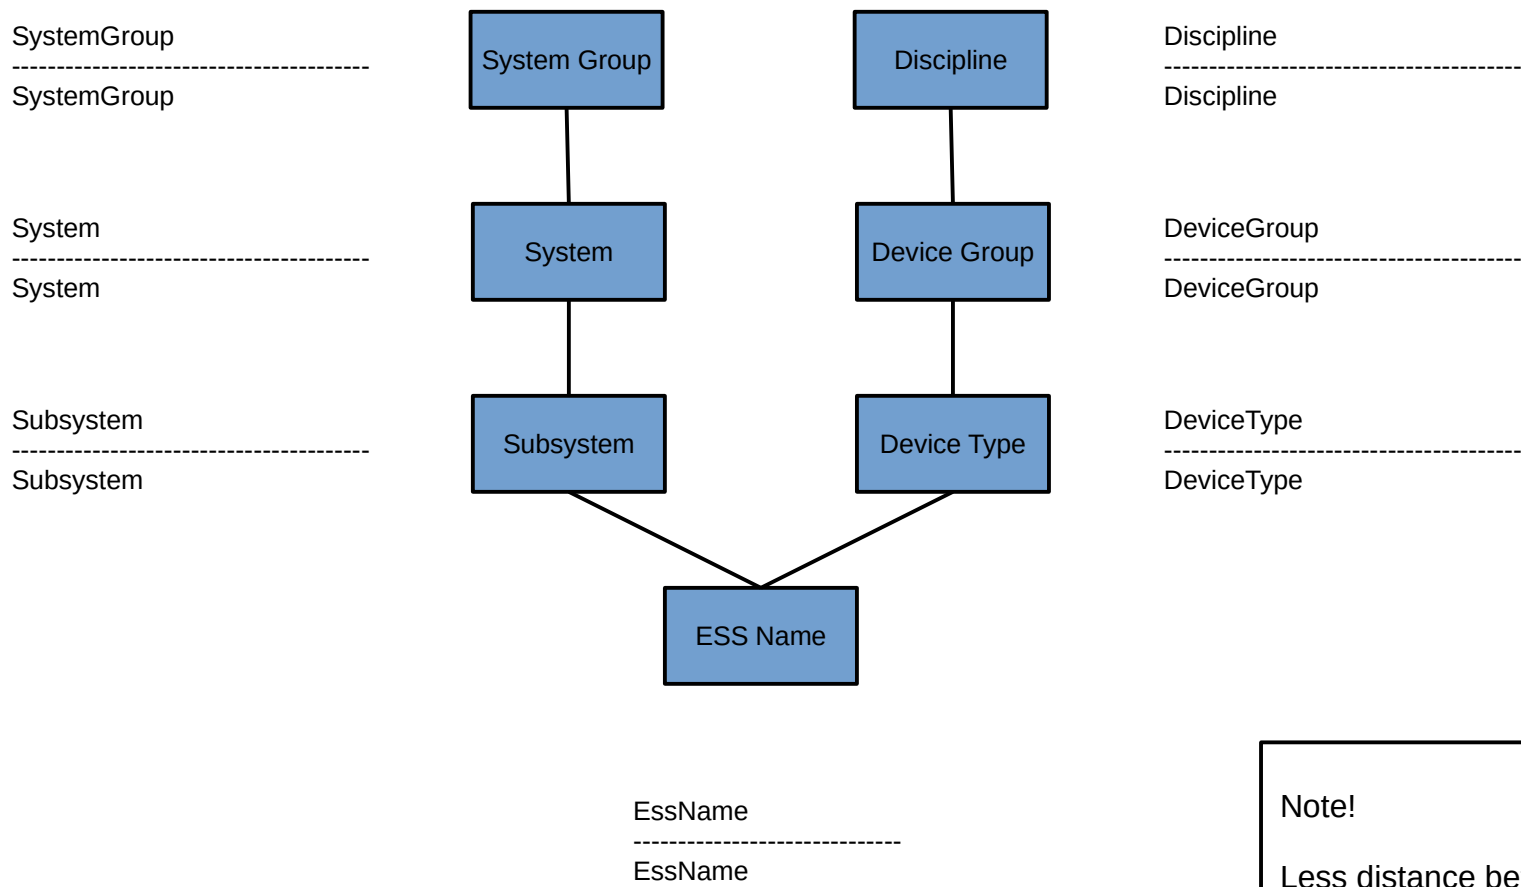 SystemGroup
---------------------------------------
SystemGroup
System Group
Discipline
Discipline
---------------------------------------
Discipline
System
---------------------------------------
System
System
Device Group
DeviceGroup
---------------------------------------
DeviceGroup
Subsystem
---------------------------------------
Subsystem
Subsystem
Device Type
DeviceType
---------------------------------------
DeviceType
ESS Name
EssName
-----------------------------
EssName
Note!
Less distance be